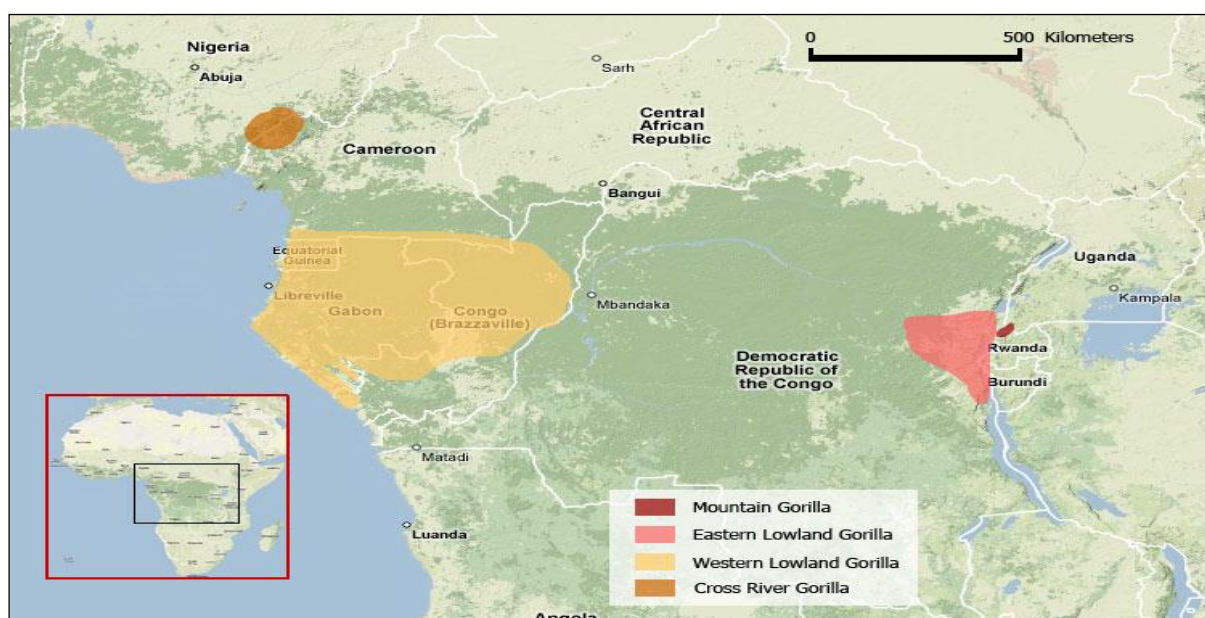 0 500 Kilometers
Nigeria
Abuja
Sarh
Central
African
Republic
Cameroon
Bangui
Equatorial
Guinea
Libreville
Gabon
Congo
(Brazzaville)
Mbandaka
Uganda
Kampala
Democratic
Republic of
the Congo
Rwanda
Burundi
Matadi
Luanda
Angola
Mountain Gorilla
Eastern Lowland Gorilla
Western Lowland Gorilla
Cross River Gorilla